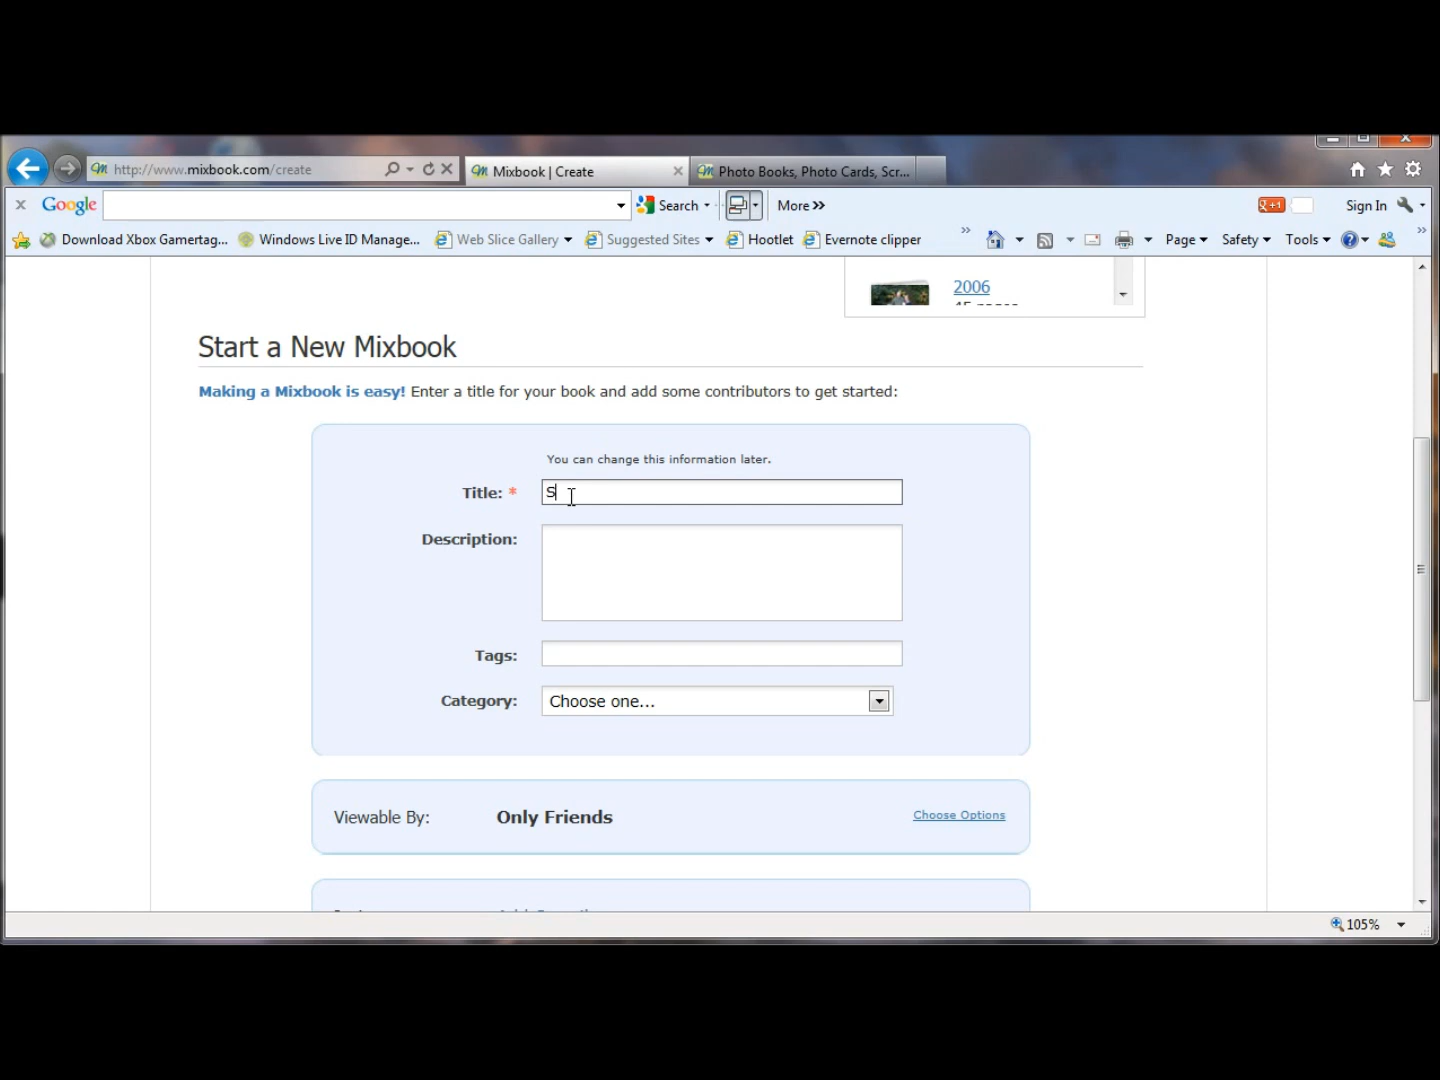 http://www.mixbook.com/create
Mixbook | Create
Photo Books, Photo Cards, Scr...
x Google
Search
More »
+1
Sign In
Download Xbox Gamertag...
Windows Live ID Manage...
Web Slice Gallery
Suggested Sites
Hootlet
Evernote clipper
Page
Safety
Tools
2006
Start a New Mixbook
Making a Mixbook is easy! Enter a title for your book and add some contributors to get started:
You can change this information later.
Title: * S
Description:
Tags:
Category: Choose one...
Viewable By: Only Friends Choose Options
105%